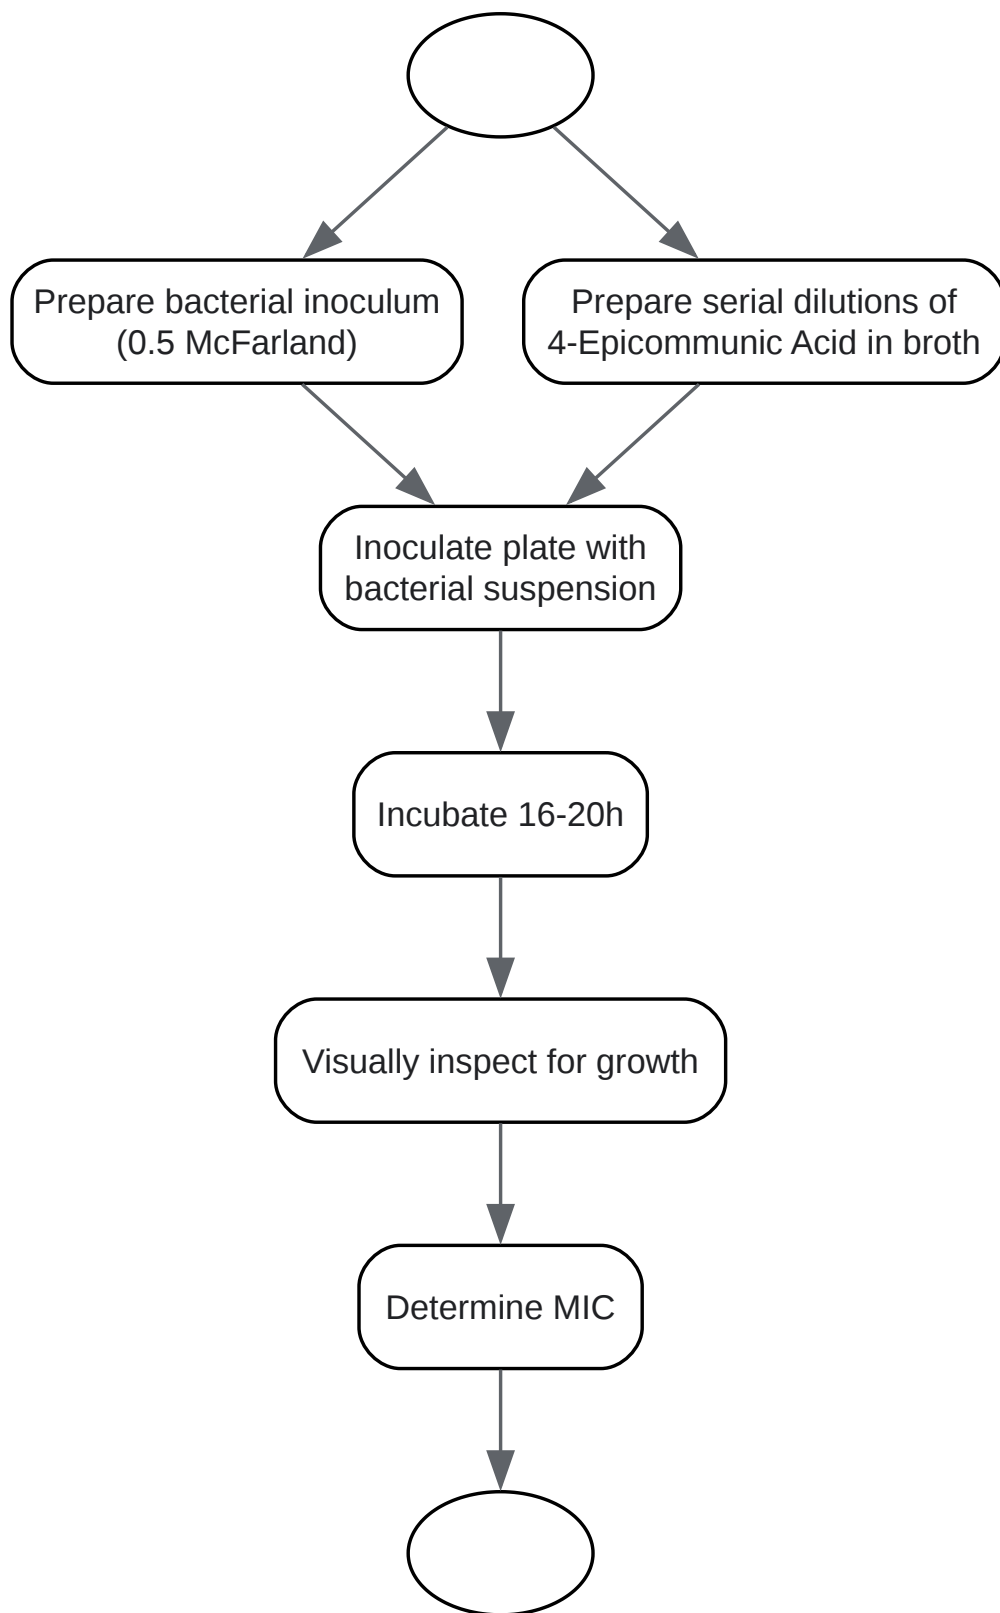 Prepare bacterial inoculum
(0.5 McFarland)
Prepare serial dilutions of
4-Epicommunic Acid in broth
Inoculate plate with
bacterial suspension
Incubate 16-20h
Visually inspect for growth
Determine MIC